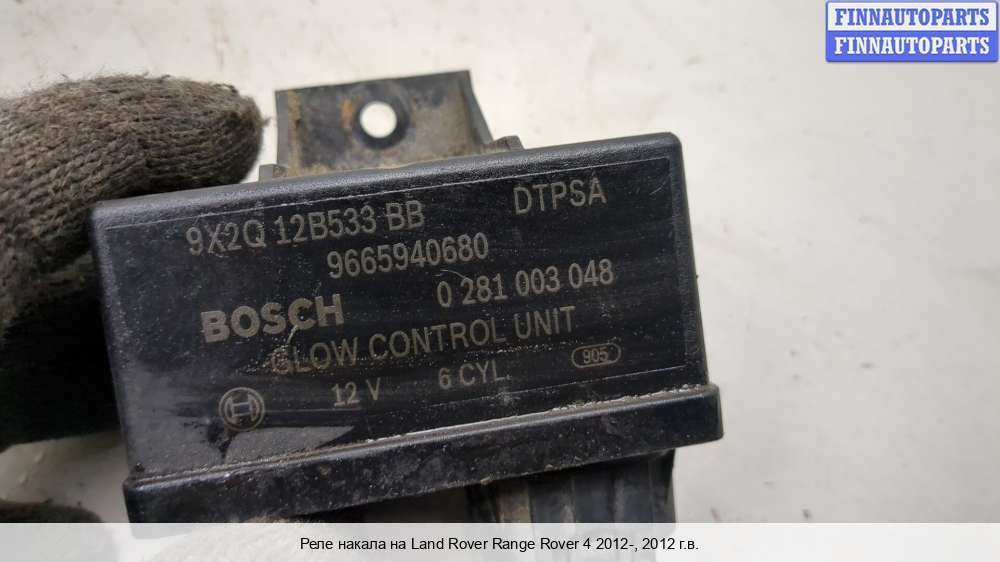 FINNAUTOPARTS
FINNAUTOPARTS
9X2Q 12B533 BB DTPSA
9665940680
BOSCH 0 281 003 048
GLOW CONTROL UNIT
12 V 6 CYL. 905
Реле накала на Land Rover Range Rover 4 2012-, 2012 г.в.